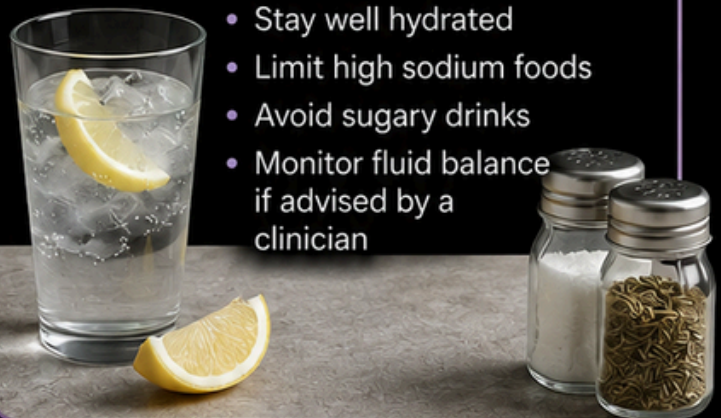 • Stay well hydrated
• Limit high sodium foods
• Avoid sugary drinks
• Monitor fluid balance
if advised by a
clinician